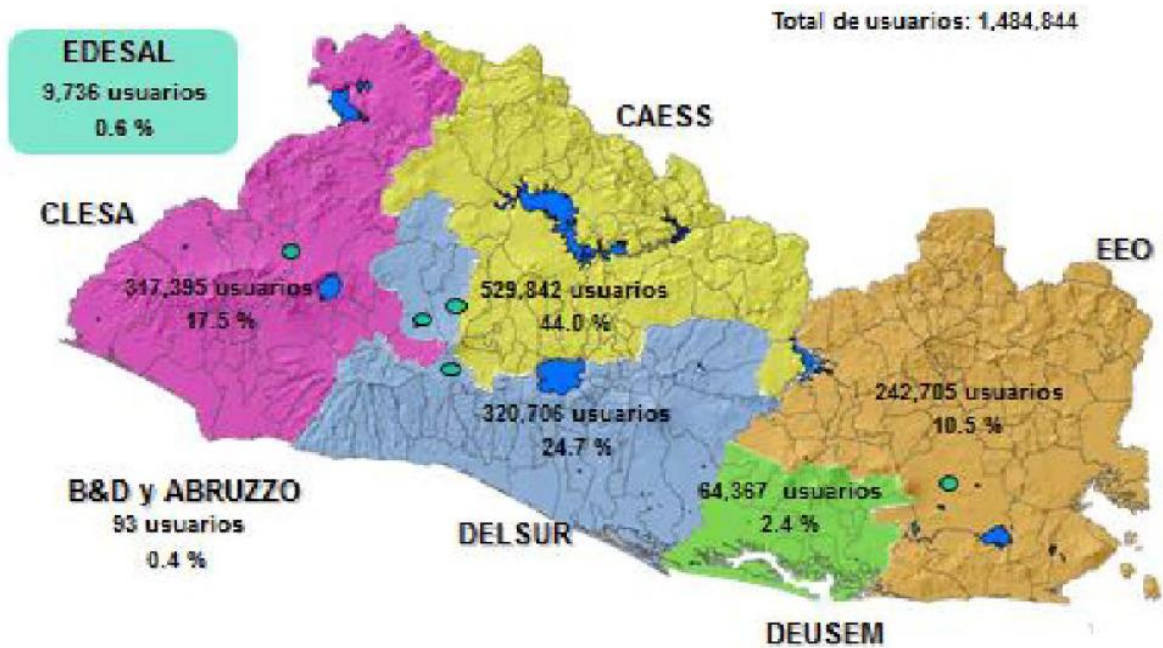 Total de usuarios: 1,484,844
EDESAL
9,736 usuarios
0.6 %
CAESS
CLESA
EEO
317,395 usuarios
17.5 %
529,842 usuarios
44.0 %
242,705 usuarios
10.5 %
320,706 usuarios
24.7 %
B&D y ABRUZZO
93 usuarios
0.4 %
64,367 usuarios
2.4 %
DELSUR
DEUSEM
1